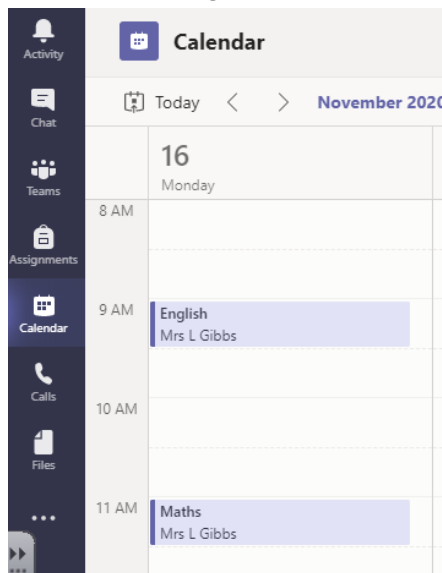 Activity
Chat
Teams
Assignments
Calendar
Calls
Files
Calendar
Today
November 2020
16
Monday
8 AM
9 AM
English
Mrs L Gibbs
10 AM
11 AM
Maths
Mrs L Gibbs